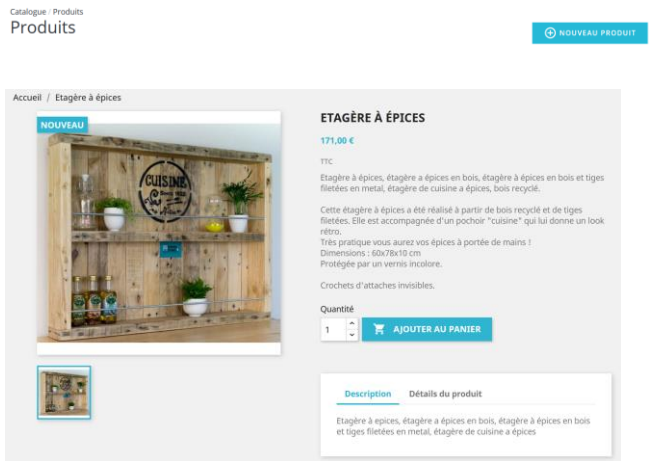 Catalogue / Produits
Produits
NOUVEAU PRODUIT
Accueil / Etagère à épices
NOUVEAU
CUISINE
ETAGÈRE À ÉPICES
171,00 €
TTC
Etagère à épices, étagère a épices en bois, étagère à épices en bois et tiges
filetées en metal, étagère de cuisine a épices, bois recyclé.
Cette étagère à épices a été réalisé à partir de bois recyclé et de tiges
filetées. Elle est accompagnée d'un pochoir "cuisine" qui lui donne un look
rétro.
Très pratique vous aurez vos épices à portée de mains !
Dimensions : 60x78x10 cm
Protégée par un vernis incolore.
Crochets d'attaches invisibles.
Quantité
1
AJOUTER AU PANIER
Description Détails du produit
Etagère à epices, étagère a épices en bois, étagère à épices en bois
et tiges filetées en metal, étagère de cuisine a épices